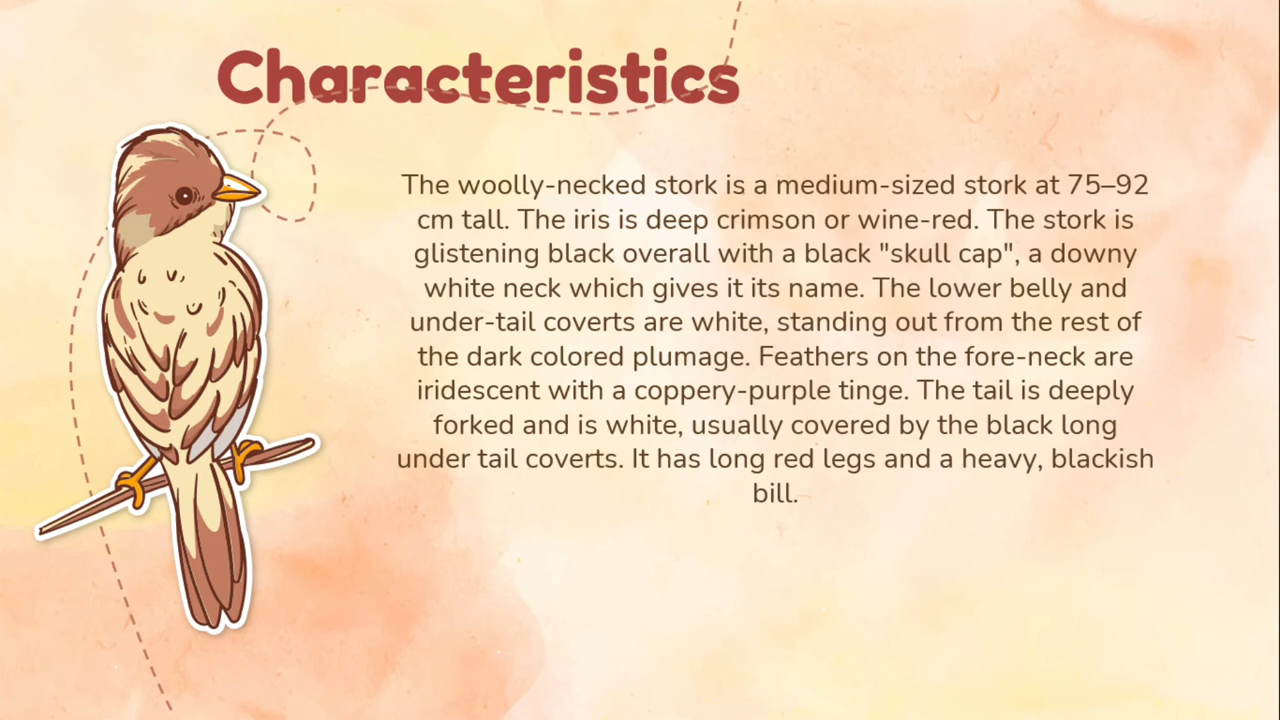 Characteristics
The woolly-necked stork is a medium-sized stork at 75–92
cm tall. The iris is deep crimson or wine-red. The stork is
glistening black overall with a black "skull cap", a downy
white neck which gives it its name. The lower belly and
under-tail coverts are white, standing out from the rest of
the dark colored plumage. Feathers on the fore-neck are
iridescent with a coppery-purple tinge. The tail is deeply
forked and is white, usually covered by the black long
under tail coverts. It has long red legs and a heavy, blackish
bill.